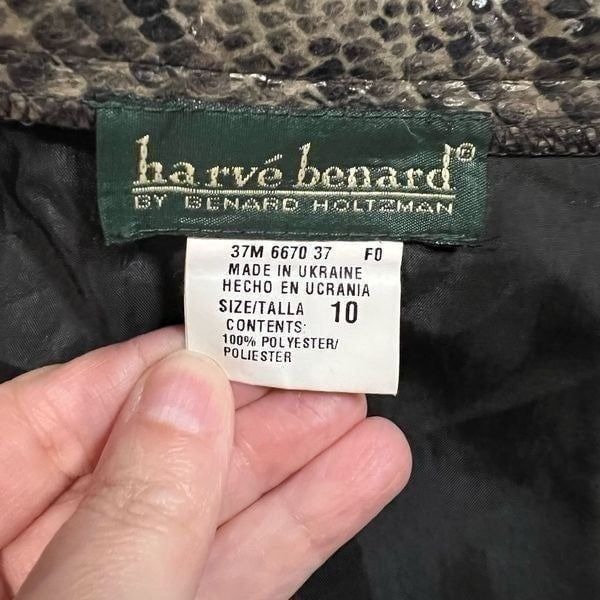 harvé benard®
BY BENARD HOLTZMAN
37M 6670 37 F0
MADE IN UKRAINE
HECHO EN UCRANIA
SIZE/TALLA 10
CONTENTS:
100% POLYESTER/
POLIESTER